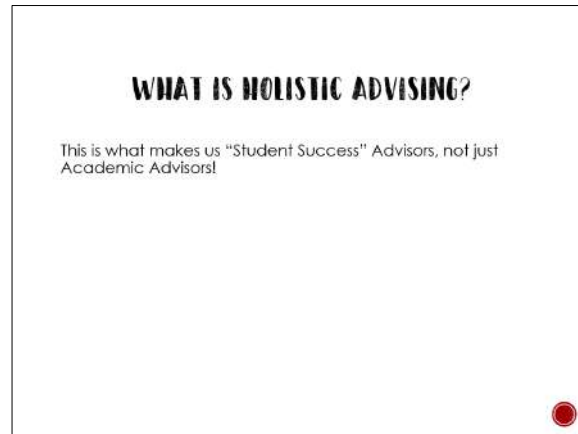 WHAT IS HOLISTIC ADVISING?
This is what makes us “Student Success” Advisors, not just
Academic Advisors!